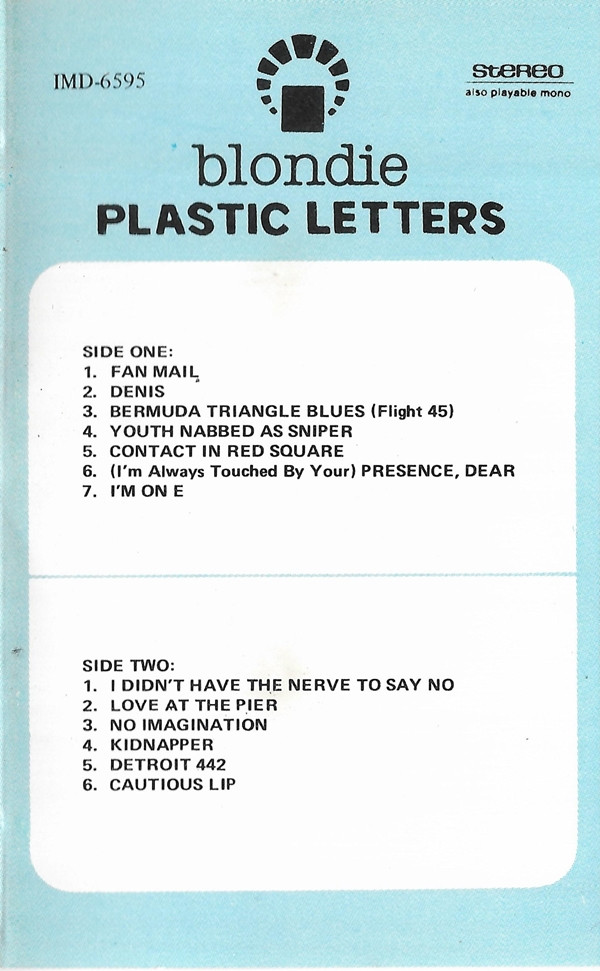 IMD-6595
stereo
also playable mono
blondie
PLASTIC LETTERS
SIDE ONE:
1. FAN MAIL
2. DENIS
3. BERMUDA TRIANGLE BLUES (Flight 45)
4. YOUTH NABBED AS SNIPER
5. CONTACT IN RED SQUARE
6. (I'm Always Touched By Your) PRESENCE, DEAR
7. I'M ON E
SIDE TWO:
1. I DIDN'T HAVE THE NERVE TO SAY NO
2. LOVE AT THE PIER
3. NO IMAGINATION
4. KIDNAPPER
5. DETROIT 442
6. CAUTIOUS LIP